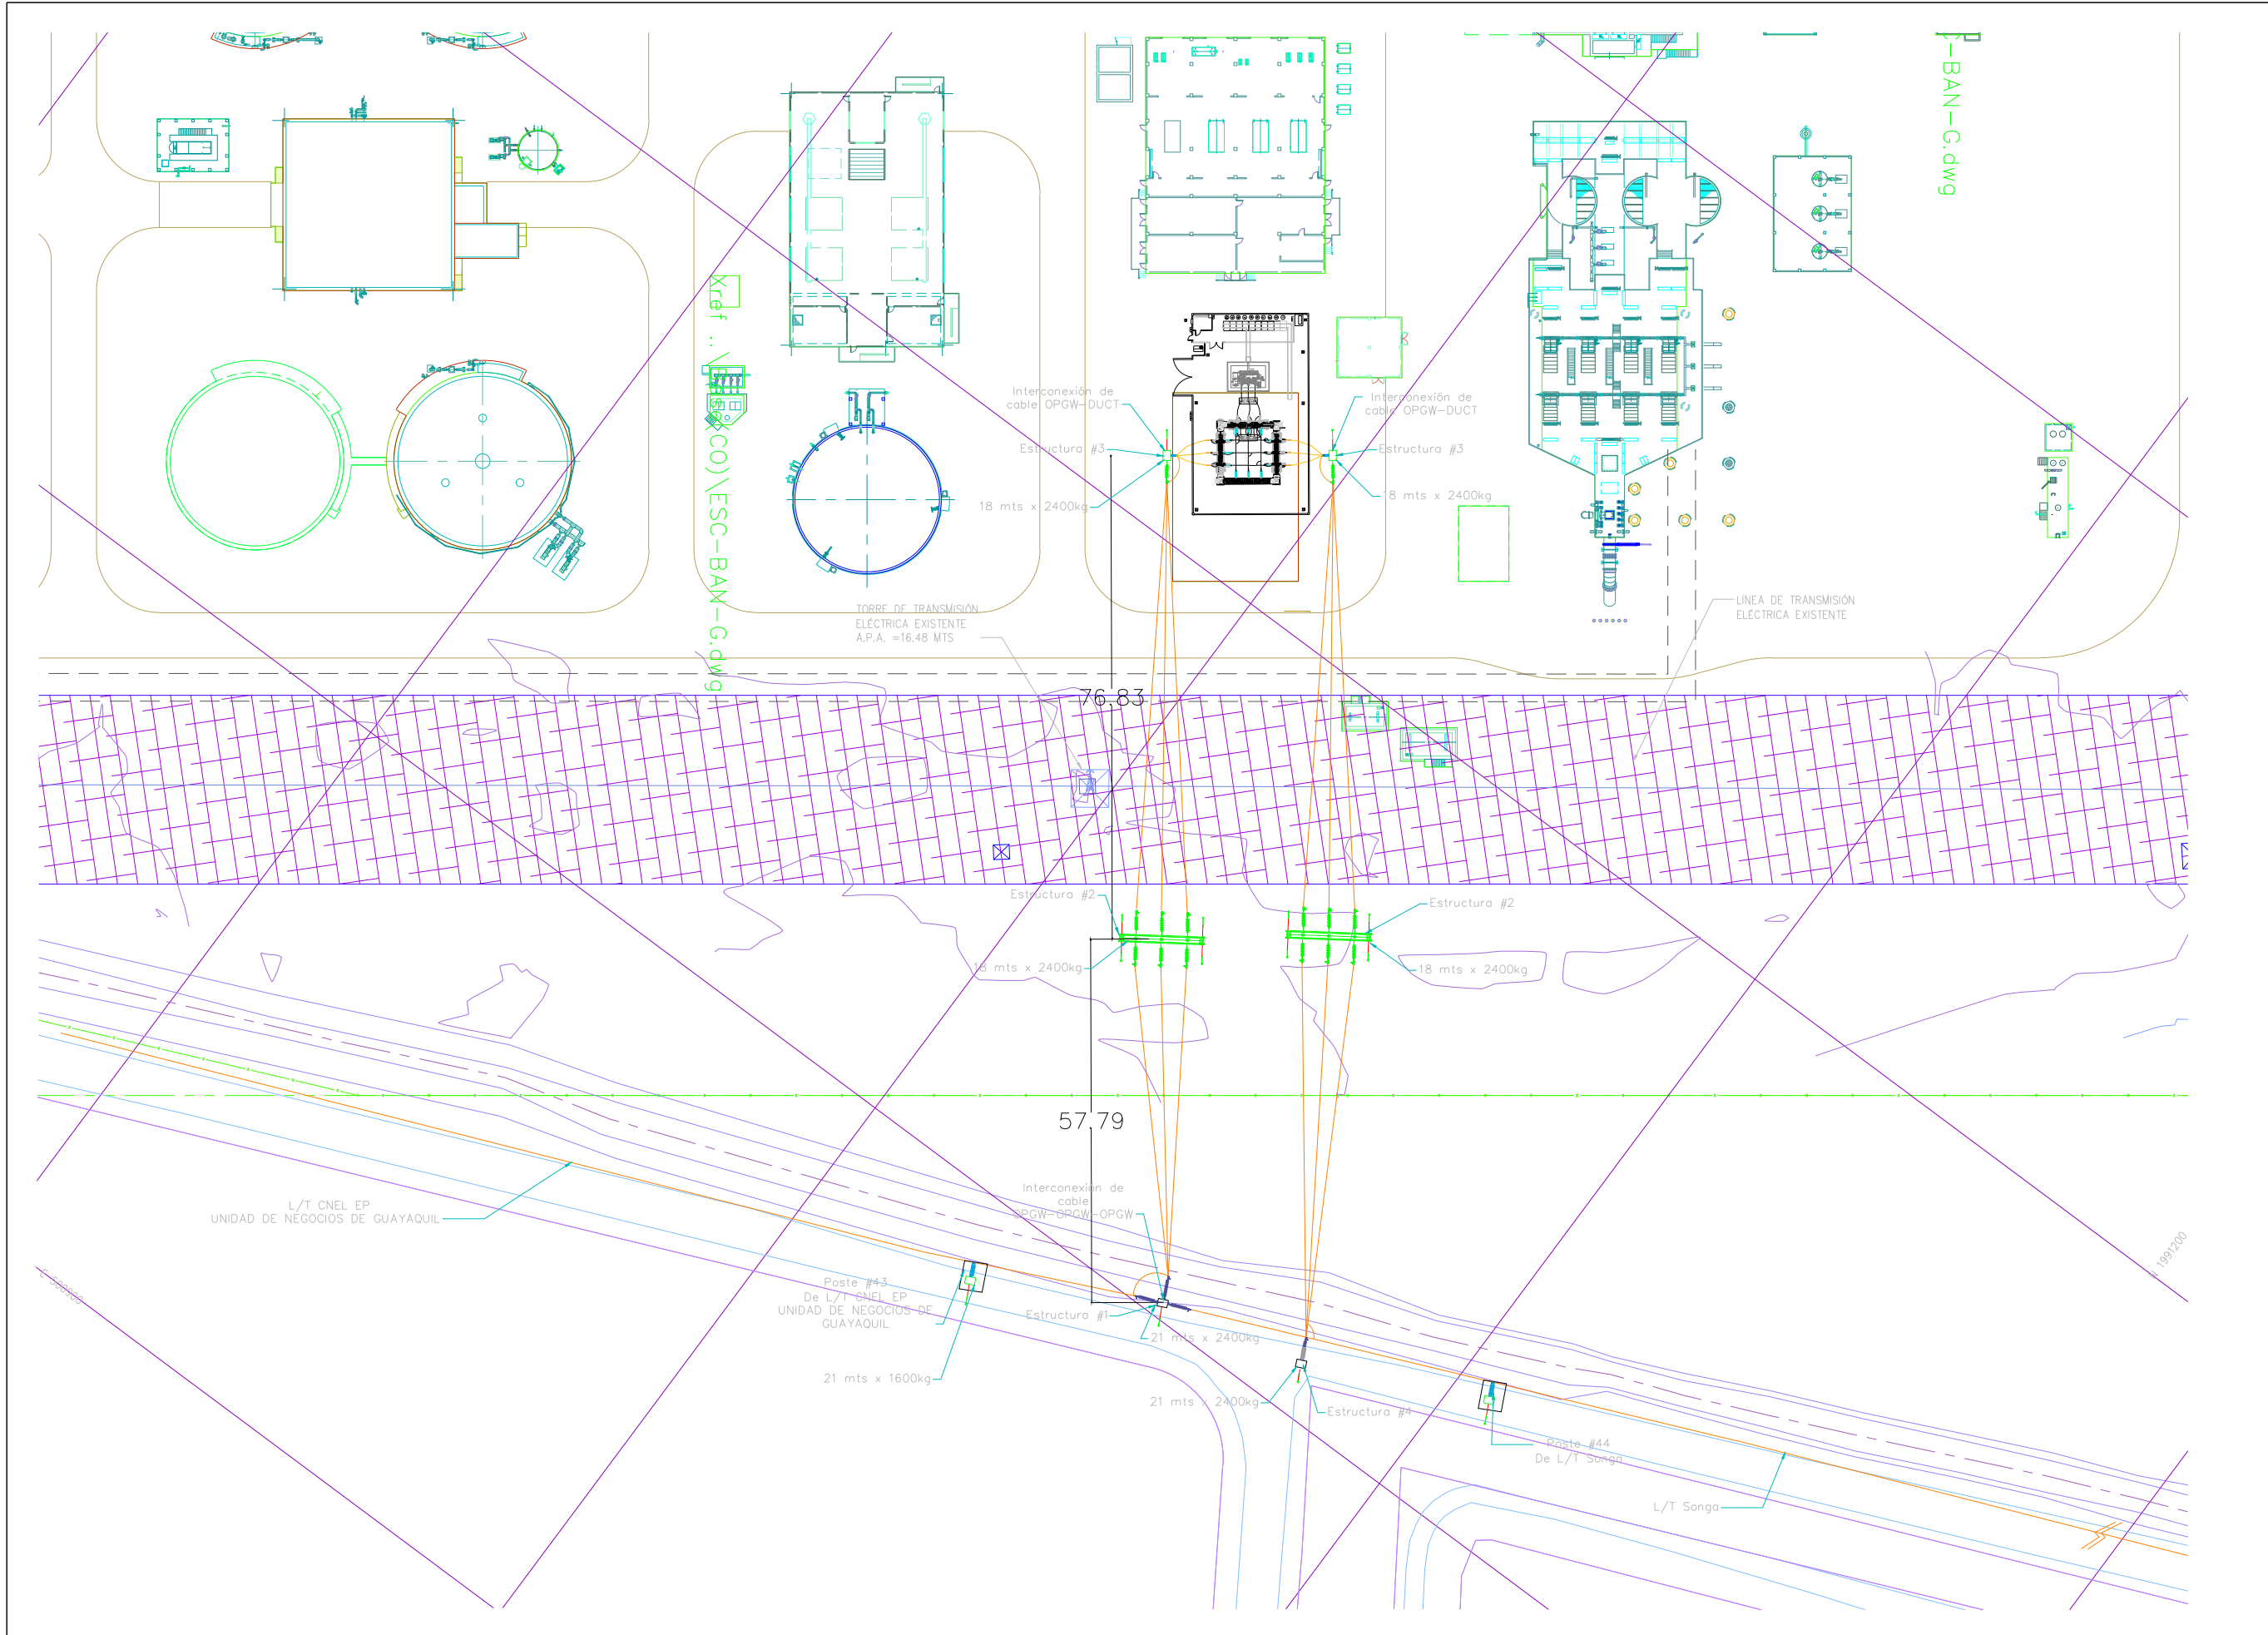 -BAN-G.dwg
Xref .\Base(CO)\ESC-BAN-G.dwg
Interconexión de
cable OPGW-DUCT
Interconexión de
cable OPGW-DUCT
Estructura #3
Estructura #3
18 mts x 2400kg
18 mts x 2400kg
TORRE DE TRANSMISIÓN
ELÉCTRICA EXISTENTE
A.P.A. =16.48 MTS
LÍNEA DE TRANSMISIÓN
ELÉCTRICA EXISTENTE
76.83
Estructura #2
Estructura #2
18 mts x 2400kg
18 mts x 2400kg
57.79
L/T CNEL EP
UNIDAD DE NEGOCIOS DE GUAYAQUIL
Interconexión de
cable
OPGW-OPGW-OPGW
E 500900
N 1991200
Poste #43
De L/T CNEL EP
UNIDAD DE NEGOCIOS DE
GUAYAQUIL
Estructura #1
21 mts x 2400kg
21 mts x 1600kg
21 mts x 2400kg
Estructura #4
Poste #44
De L/T Songa
L/T Songa